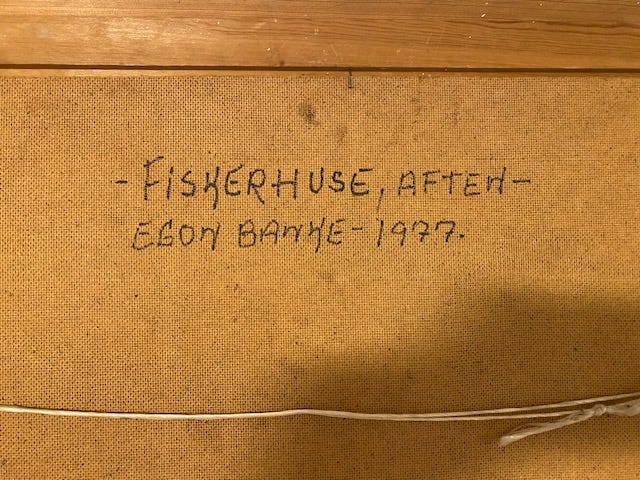 - FISKERHUSE, AFTEN -
EGON BANKE - 1977.